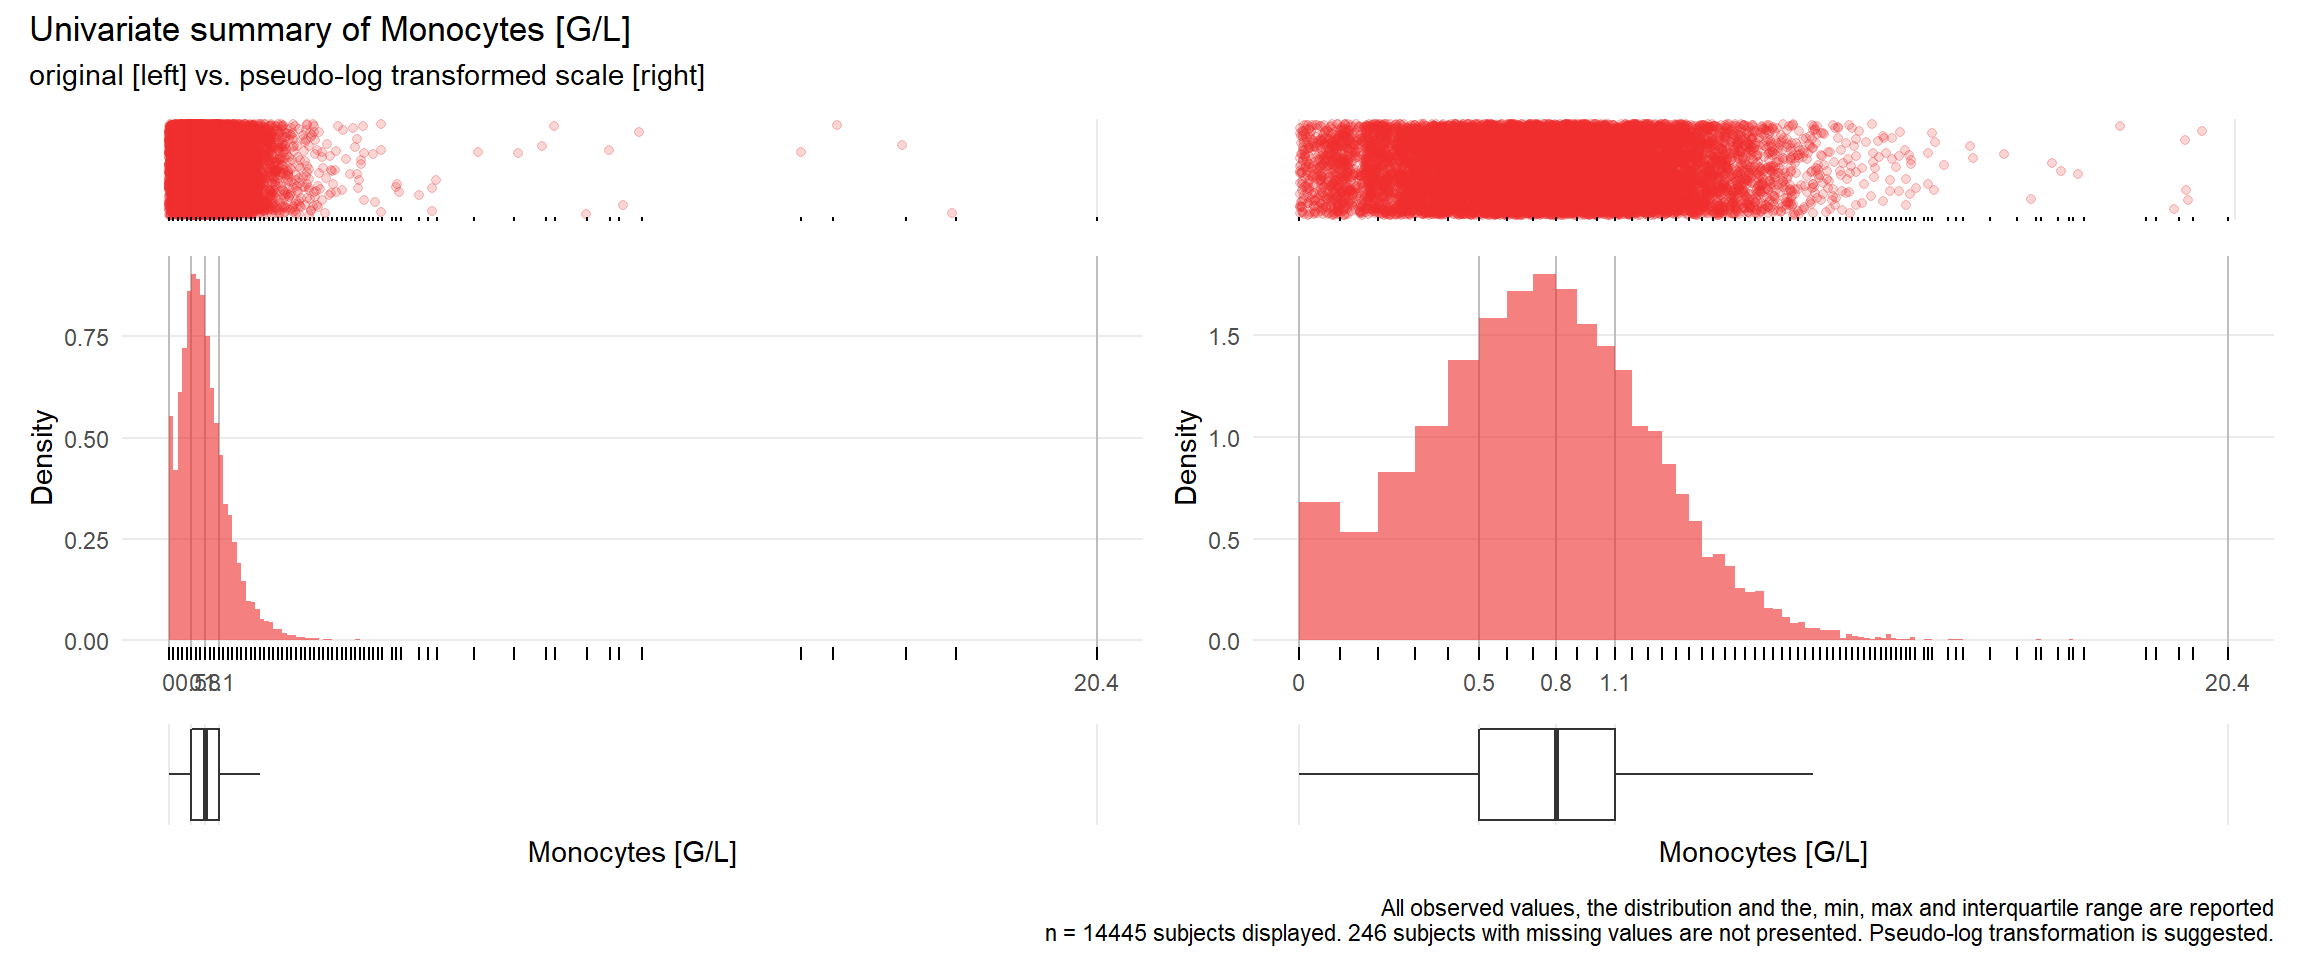 Univariate summary of Monocytes [G/L]
original [left] vs. pseudo-log transformed scale [right]
Density
0.75
0.50
0.25
0.00
0 0.5 0.8 1.1 20.4
Monocytes [G/L]
Density
1.5
1.0
0.5
0.0
0 0.5 0.8 1.1 20.4
Monocytes [G/L]
All observed values, the distribution and the, min, max and interquartile range are reported
n = 14445 subjects displayed. 246 subjects with missing values are not presented. Pseudo-log transformation is suggested.